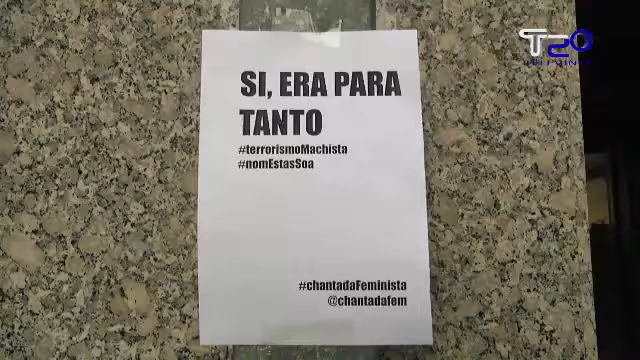 SI, ERA PARA
TANTO
#terrorismoMachista
#nomEstasSoa
#chantadaFeminista
@chantadafem
T20